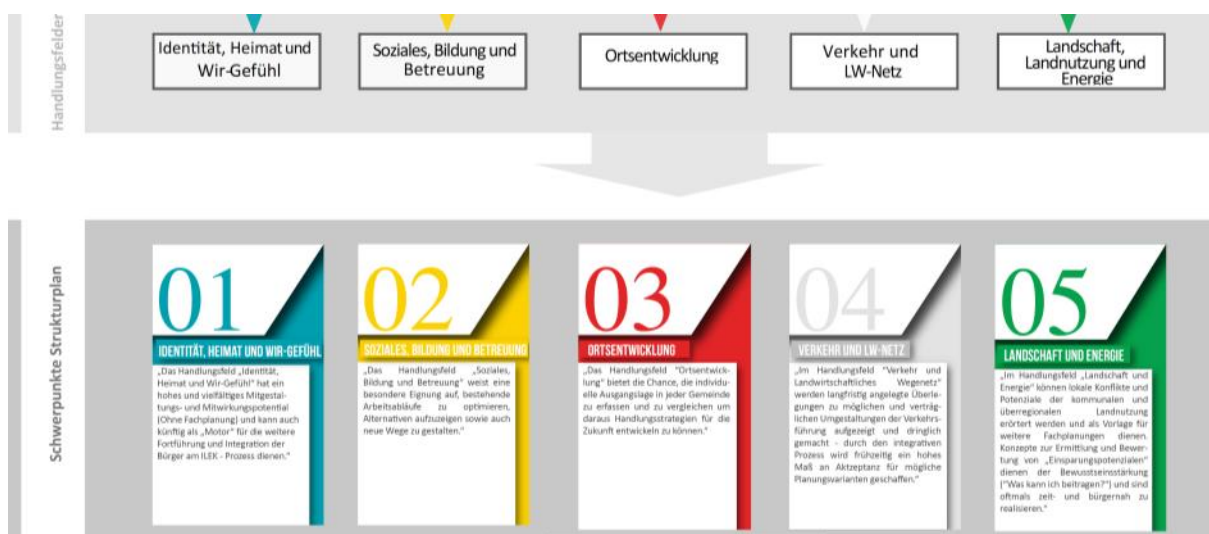 Handlungsfelder
Identität, Heimat und
Wir-Gefühl
Soziales, Bildung und
Betreuung
Ortsentwicklung
Verkehr und
LW-Netz
Landschaft,
Landnutzung und
Energie
Schwerpunkte Strukturplan
01
IDENTITÄT, HEIMAT UND WIR-GEFÜHL
„Das Handlungsfeld „Identität,
Heimat und Wir-Gefühl" hat ein
hohes und vielfältiges Mitgestal-
tungs- und Mitwirkungspotential
(Ohne Fachplanung) und kann auch
künftig als „Motor" für die weitere
Fortführung und Integration der
Bürger am ILEK - Prozess dienen."
02
SOZIALES, BILDUNG UND BETREUUNG
„Das Handlungsfeld „Soziales,
Bildung und Betreuung" weist eine
besondere Eignung auf, bestehende
Arbeitsabläufe zu optimieren,
Alternativen aufzuzeigen sowie auch
neue Wege zu gestalten."
03
ORTSENTWICKLUNG
„Das Handlungsfeld "Ortsentwick-
lung" bietet die Chance, die individu-
elle Ausgangslage in jeder Gemeinde
zu erfassen und zu vergleichen um
daraus Handlungsstrategien für die
Zukunft entwickeln zu können."
04
VERKEHR UND LW-NETZ
„Im Handlungsfeld "Verkehr und
Landwirtschaftliches Wegenetz"
werden langfristig angelegte Überle-
gungen zu möglichen und verträg-
lichen Umgestaltungen der Verkehrs-
führung aufgezeigt und dringlich
gemacht - durch den integrativen
Prozess wird frühzeitig ein hohes
Maß an Aktzeptanz für mögliche
Planungsvarianten geschaffen."
05
LANDSCHAFT UND ENERGIE
„Im Handlungsfeld „Landschaft und
Energie" können lokale Konflikte und
Potenziale der kommunalen und
überregionalen Landnutzung
erörtert werden und als Vorlage für
weitere Fachplanungen dienen.
Konzepte zur Ermittlung und Bewer-
tung von „Einsparungspotenzialen"
dienen der Bewusstseinsstärkung
("Was kann ich beitragen?") und sind
oftmals zeit- und bürgernah zu
realisieren."